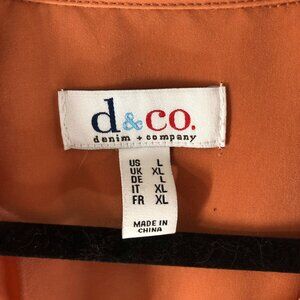 d&co.
denim + company
US L
UK XL
DE L
IT XL
FR XL
MADE IN
CHINA